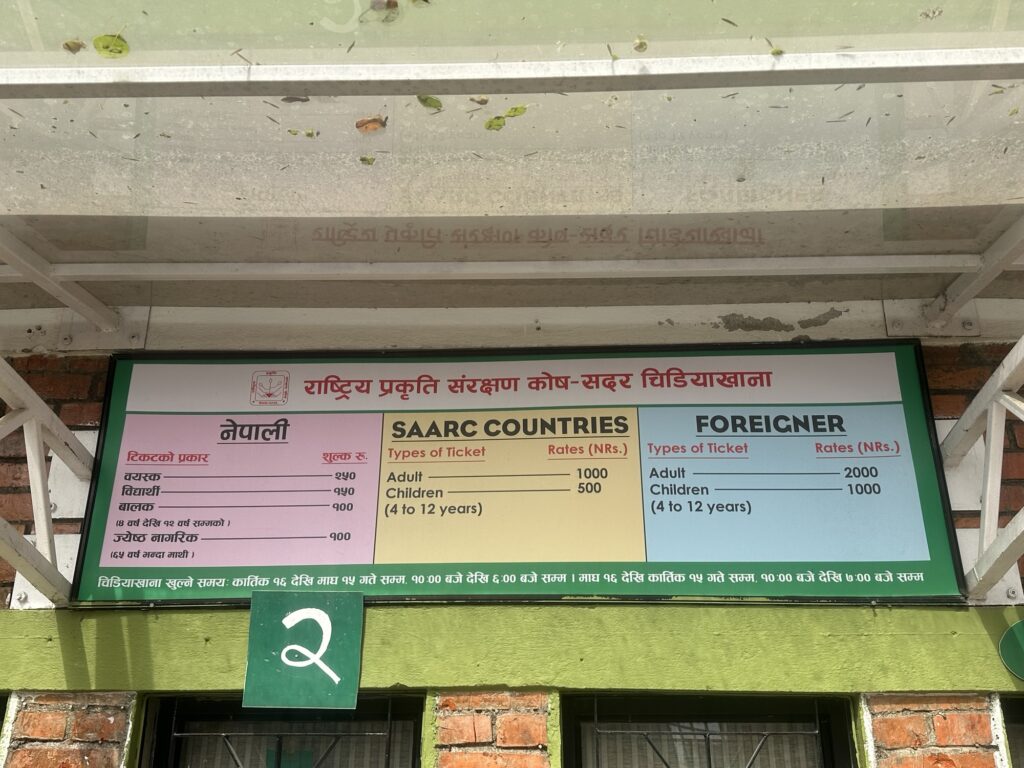 राष्ट्रिय प्रकृति संरक्षण कोष-सदर चिडियाखाना
नेपाली
टिकटको प्रकार शुल्क रु.
वयस्क २५०
विद्यार्थी १५०
बालक १००
(४ वर्ष देखि १२ वर्ष सम्मको)
ज्येष्ठ नागरिक १००
(६५ वर्ष भन्दा माथी)
SAARC COUNTRIES
Types of Ticket Rates (NRs.)
Adult 1000
Children 500
(4 to 12 years)
FOREIGNER
Types of Ticket Rates (NRs.)
Adult 2000
Children 1000
(4 to 12 years)
चिडियाखाना खुल्ने समयः कार्तिक १६ देखि माघ १५ गते सम्म, १०:०० बजे देखि ६:०० बजे सम्म । माघ १६ देखि कार्तिक १५ गते सम्म, १०:०० बजे देखि ७:०० बजे सम्म
२